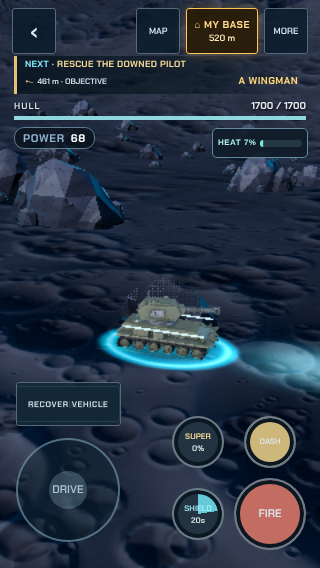 MAP
⌂ MY BASE
520 m
MORE
NEXT · RESCUE THE DOWNED PILOT
← 461 m · OBJECTIVE
A WINGMAN
HULL
1700 / 1700
POWER 68
HEAT 7%
RECOVER VEHICLE
SUPER
0%
DASH
DRIVE
SHIELD
20s
FIRE